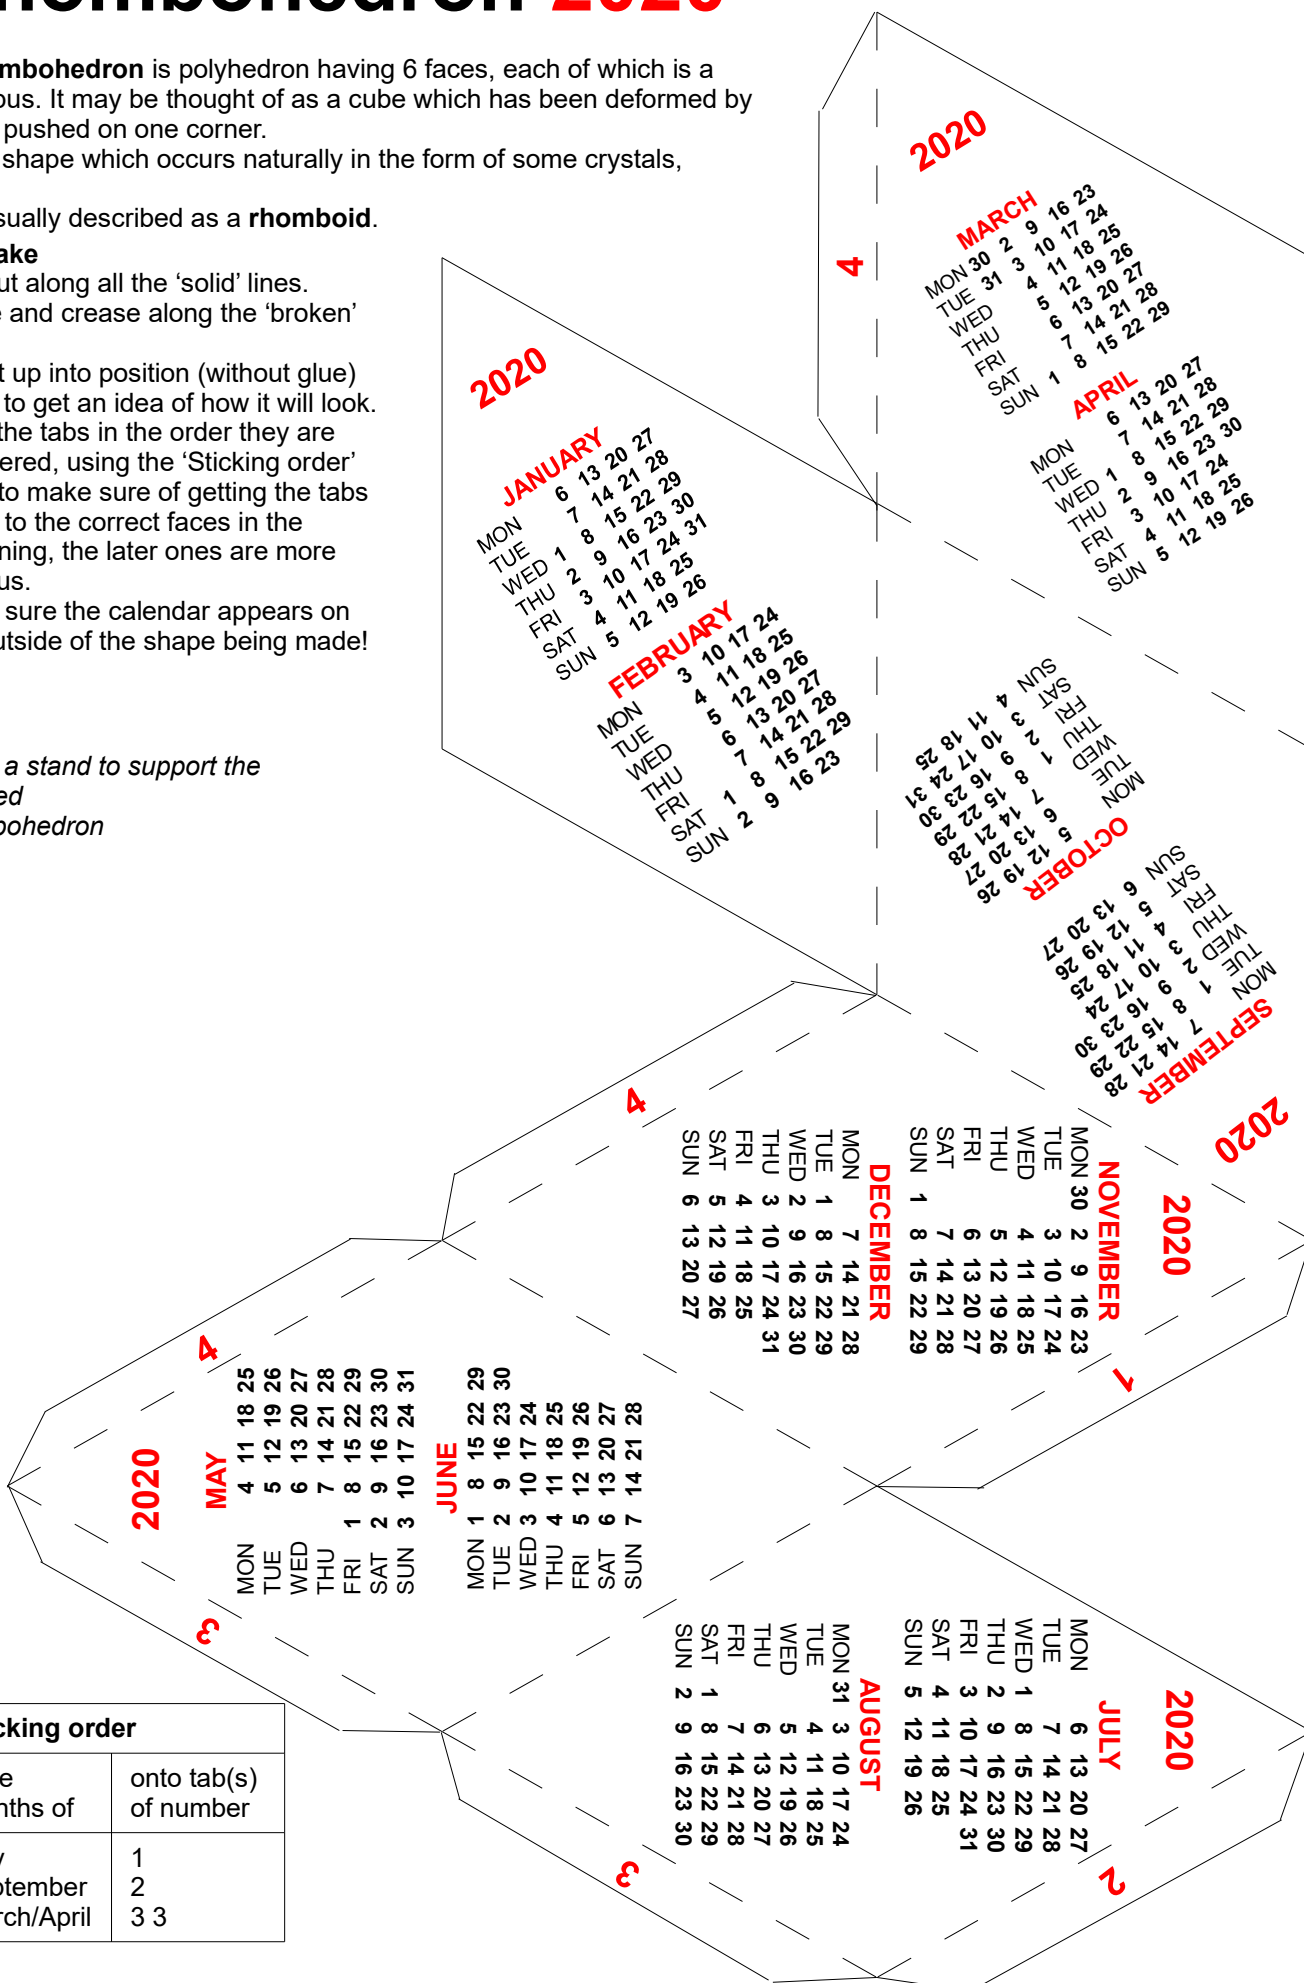 hombohedron 2020
mbohedron is polyhedron having 6 faces, each of which is a
bus. It may be thought of as a cube which has been deformed by
pushed on one corner.
shape which occurs naturally in the form of some crystals,
sually described as a rhomboid.
ake
ut along all the ‘solid’ lines.
e and crease along the ‘broken’
t up into position (without glue)
to get an idea of how it will look.
the tabs in the order they are
ered, using the ‘Sticking order’
to make sure of getting the tabs
to the correct faces in the
ning, the later ones are more
us.
sure the calendar appears on
utside of the shape being made!
a stand to support the
ed
bohedron
2020
JANUARY
MON 6 13 20 27
TUE 7 14 21 28
WED 1 8 15 22 29
THU 2 9 16 23 30
FRI 3 10 17 24 31
SAT 4 11 18 25
SUN 5 12 19 26
FEBRUARY
MON 3 10 17 24
TUE 4 11 18 25
WED 5 12 19 26
THU 6 13 20 27
FRI 7 14 21 28
SAT 1 8 15 22 29
SUN 2 9 16 23
4
2020
MARCH
MON 30 2 9 16 23
TUE 31 3 10 17 24
WED 4 11 18 25
THU 5 12 19 26
FRI 6 13 20 27
SAT 7 14 21 28
SUN 1 8 15 22 29
APRIL
MON 6 13 20 27
TUE 7 14 21 28
WED 1 8 15 22 29
THU 2 9 16 23 30
FRI 3 10 17 24
SAT 4 11 18 25
SUN 5 12 19 26
2020
SEPTEMBER
MON 7 14 21 28
TUE 1 8 15 22 29
WED 2 9 16 23 30
THU 3 10 17 24
FRI 4 11 18 25
SAT 5 12 19 26
SUN 6 13 20 27
OCTOBER
MON 5 12 19 26
TUE 6 13 20 27
WED 7 14 21 28
THU 1 8 15 22 29
FRI 2 9 16 23 30
SAT 3 10 17 24 31
SUN 4 11 18 25
4
2020
NOVEMBER
MON 30 2 9 16 23
TUE 3 10 17 24
WED 4 11 18 25
THU 5 12 19 26
FRI 6 13 20 27
SAT 7 14 21 28
SUN 1 8 15 22 29
DECEMBER
MON 7 14 21 28
TUE 1 8 15 22 29
WED 2 9 16 23 30
THU 3 10 17 24 31
FRI 4 11 18 25
SAT 5 12 19 26
SUN 6 13 20 27
1
4
2020
MAY
MON 4 11 18 25
TUE 5 12 19 26
WED 6 13 20 27
THU 7 14 21 28
FRI 1 8 15 22 29
SAT 2 9 16 23 30
SUN 3 10 17 24 31
JUNE
MON 1 8 15 22 29
TUE 2 9 16 23 30
WED 3 10 17 24
THU 4 11 18 25
FRI 5 12 19 26
SAT 6 13 20 27
SUN 7 14 21 28
3
2020
JULY
MON 6 13 20 27
TUE 7 14 21 28
WED 1 8 15 22 29
THU 2 9 16 23 30
FRI 3 10 17 24 31
SAT 4 11 18 25
SUN 5 12 19 26
AUGUST
MON 31 3 10 17 24
TUE 4 11 18 25
WED 5 12 19 26
THU 6 13 20 27
FRI 7 14 21 28
SAT 1 8 15 22 29
SUN 2 9 16 23 30
3
2
cking order
e onto tab(s)
nths of of number
y 1
ptember 2
rch/April 3 3